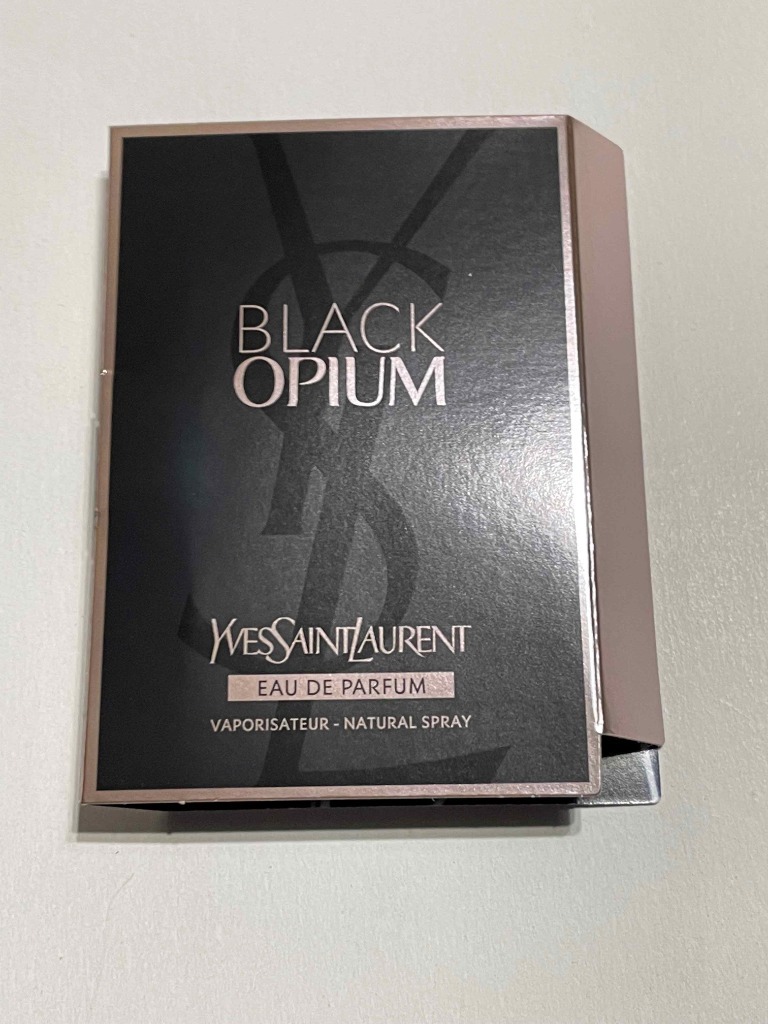 BLACK
OPIUM
YVESSAINTLAURENT
EAU DE PARFUM
VAPORISATEUR - NATURAL SPRAY